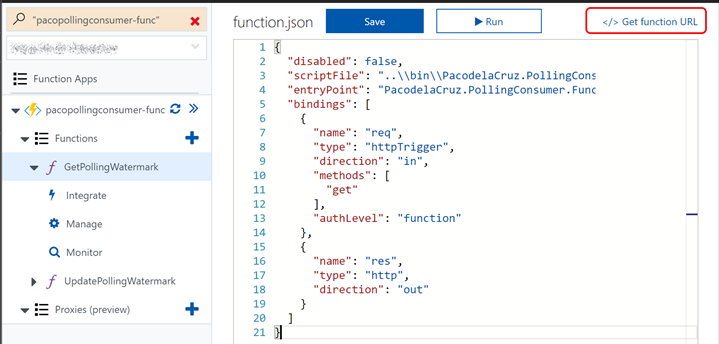 "pacopollingconsumer-func"
Function Apps
pacopollingconsumer-func
Functions
GetPollingWatermark
Integrate
Manage
Monitor
UpdatePollingWatermark
Proxies (preview)
function.json
Save
Run
</> Get function URL
1 {
2 "disabled": false,
3 "scriptFile": "..\\bin\\PacodelaCruz.PollingCons
4 "entryPoint": "PacodelaCruz.PollingConsumer.Func
5 "bindings": [
6 {
7 "name": "req",
8 "type": "httpTrigger",
9 "direction": "in",
10 "methods": [
11 "get"
12 ],
13 "authLevel": "function"
14 },
15 {
16 "name": "res",
17 "type": "http",
18 "direction": "out"
19 }
20 ]
21 }